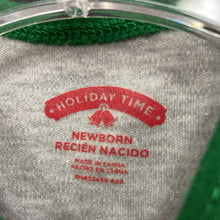 HOLIDAY TIME
NEWBORN
RECIÉN NACIDO
MADE IN CHINA
HECHO EN CHINA